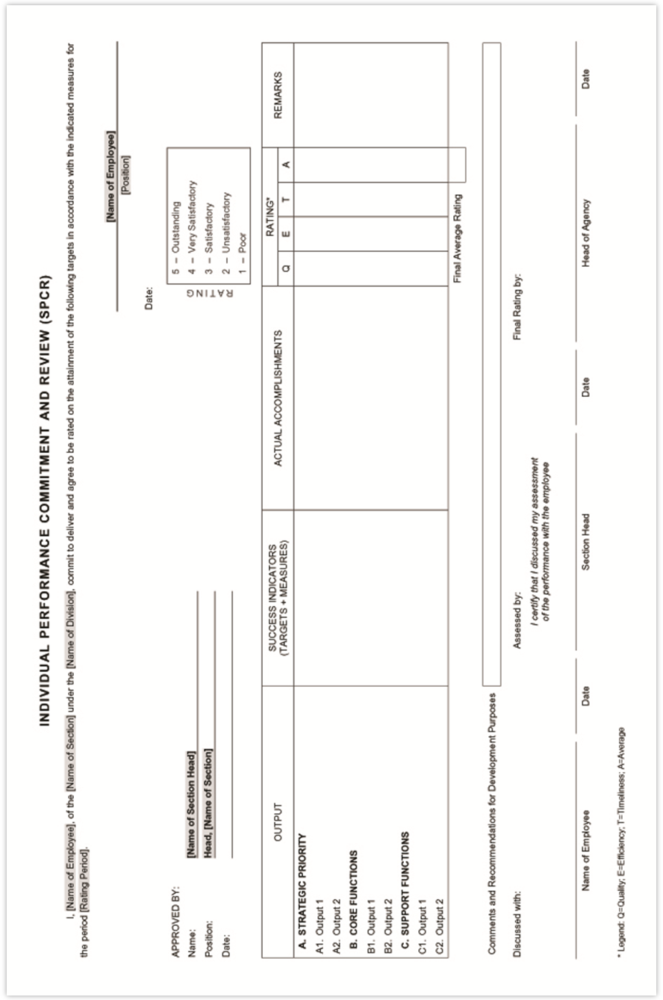 INDIVIDUAL PERFORMANCE COMMITMENT AND REVIEW (SPCR)
I, [Name of Employee], of the [Name of Section] under the [Name of Division], commit to deliver and agree to be rated on the attainment of the following targets in accordance with the indicated measures for
the period [Rating Period].
[Name of Employee]
[Position]
Date:
APPROVED BY:
Name: [Name of Section Head]
Position: Head, [Name of Section]
Date:
RATING
5 – Outstanding
4 – Very Satisfactory
3 – Satisfactory
2 – Unsatisfactory
1 – Poor
OUTPUT
SUCCESS INDICATORS
(TARGETS + MEASURES)
ACTUAL ACCOMPLISHMENTS
RATING*
Q E T A
REMARKS
A. STRATEGIC PRIORITY
A1. Output 1
A2. Output 2
B. CORE FUNCTIONS
B1. Output 1
B2. Output 2
C. SUPPORT FUNCTIONS
C1. Output 1
C2. Output 2
Final Average Rating
Comments and Recommendations for Development Purposes
Discussed with: Assessed by: Final Rating by:
I certify that I discussed my assessment
of the performance with the employee
Name of Employee Date Section Head Date Head of Agency Date
* Legend: Q=Quality; E=Efficiency; T=Timeliness; A=Average